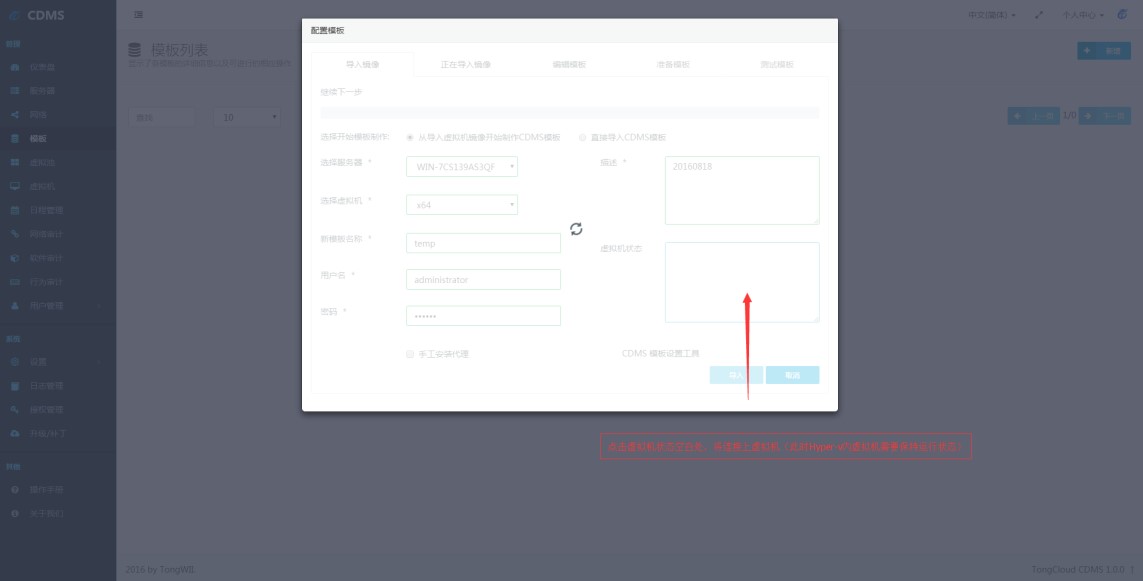 CDMS
中文(简体)
个人中心
仪表盘
服务器
网络
模板
虚拟机
日程管理
网络审计
软件审计
行为审计
用户管理
设置
日志管理
授权管理
升级/补丁
操作手册
关于我们
模板列表
10
上一页 1/0 下一页
配置模板
导入镜像 正在导入镜像 编辑模板 准备模板 测试模板
继续下一步
选择开始模板制作: 从导入虚拟机镜像开始制作CDMS模板 直接导入CDMS模板
选择服务器 * WIN-7CS139AS3QF 描述 * 20160818
选择虚拟机 * x64
新模板名称 * temp 虚拟机状态
用户名 * administrator
密码 * ••••••
手工安装代理 CDMS 模板设置工具
导入 取消
2016 by TongWIL
TongCloud CDMS 1.0.0